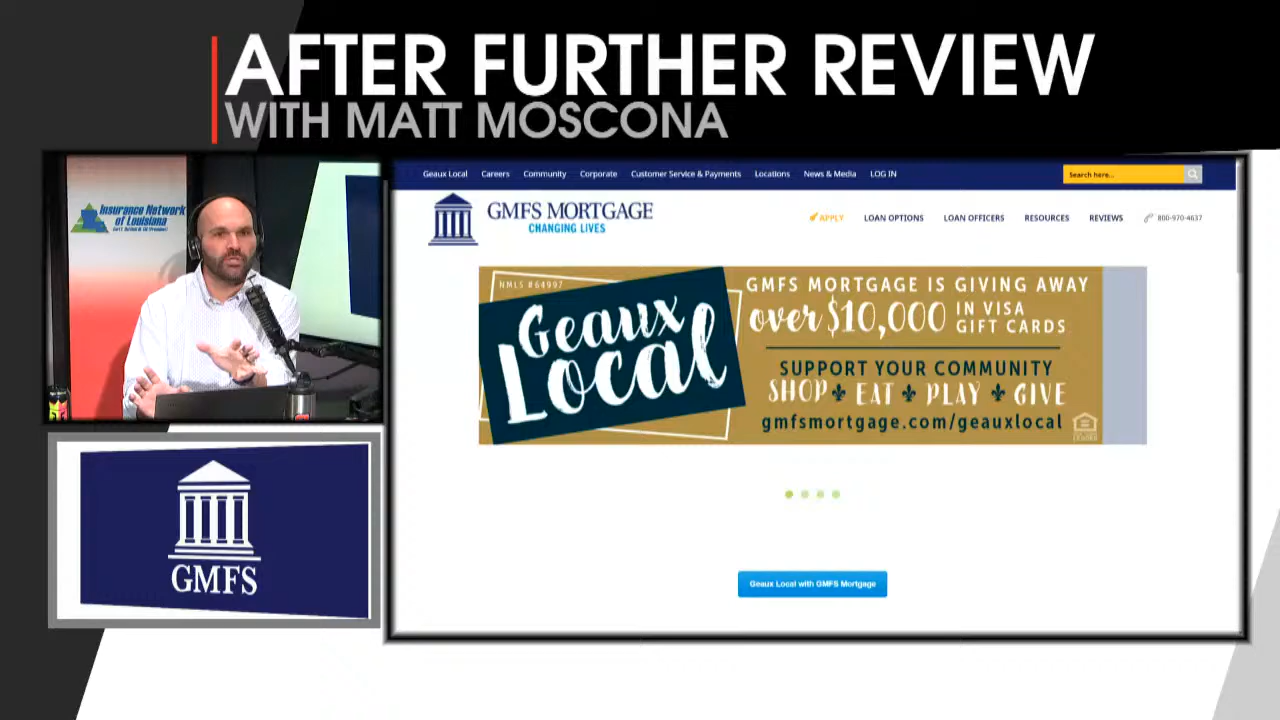 AFTER FURTHER REVIEW
WITH MATT MOSCONA
Insurance Network
of Louisiana
Geaux Local Careers Community Corporate Customer Service & Payments Locations News & Media LOG IN
Search here...
GMFS MORTGAGE
CHANGING LIVES
APPLY LOAN OPTIONS LOAN OFFICERS RESOURCES REVIEWS 800-970-4637
NMLS #64997
Geaux
Local
GMFS MORTGAGE IS GIVING AWAY
over $10,000 IN VISA
GIFT CARDS
SUPPORT YOUR COMMUNITY
SHOP EAT PLAY GIVE
gmfsmortgage.com/geauxlocal
Geaux Local with GMFS Mortgage
GMFS